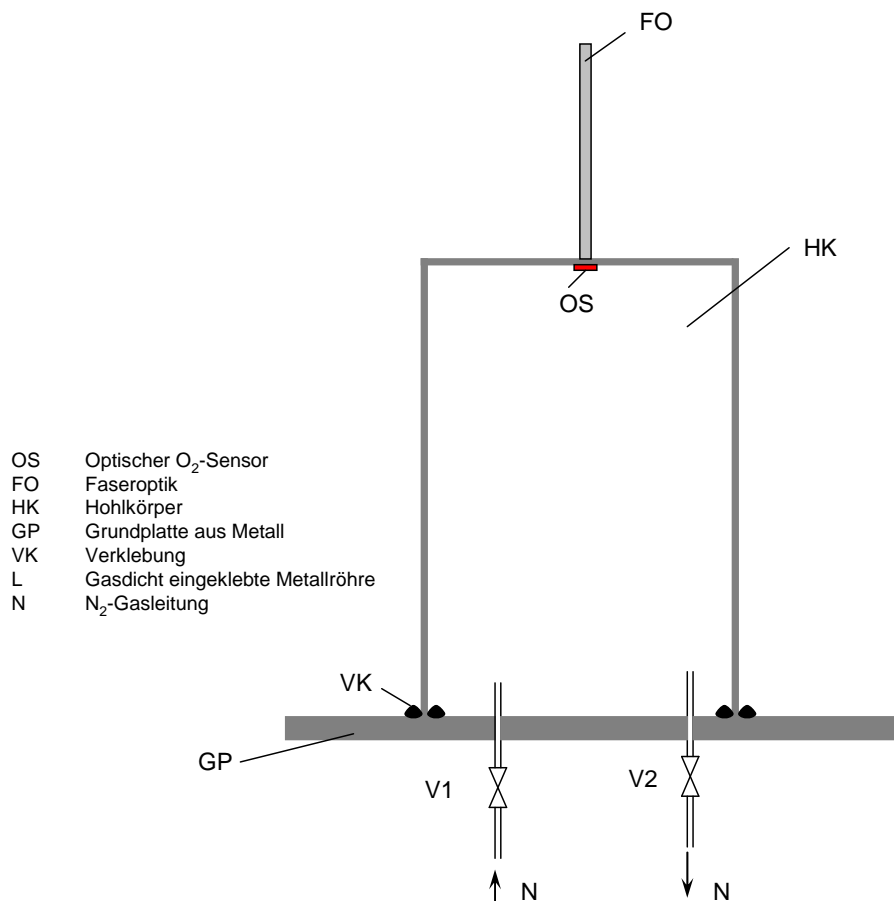 FO
HK
OS
OS Optischer O₂-Sensor
FO Faseroptik
HK Hohlkörper
GP Grundplatte aus Metall
VK Verklebung
L Gasdicht eingeklebte Metallröhre
N N₂-Gasleitung
VK
GP
V1
V2
N
N